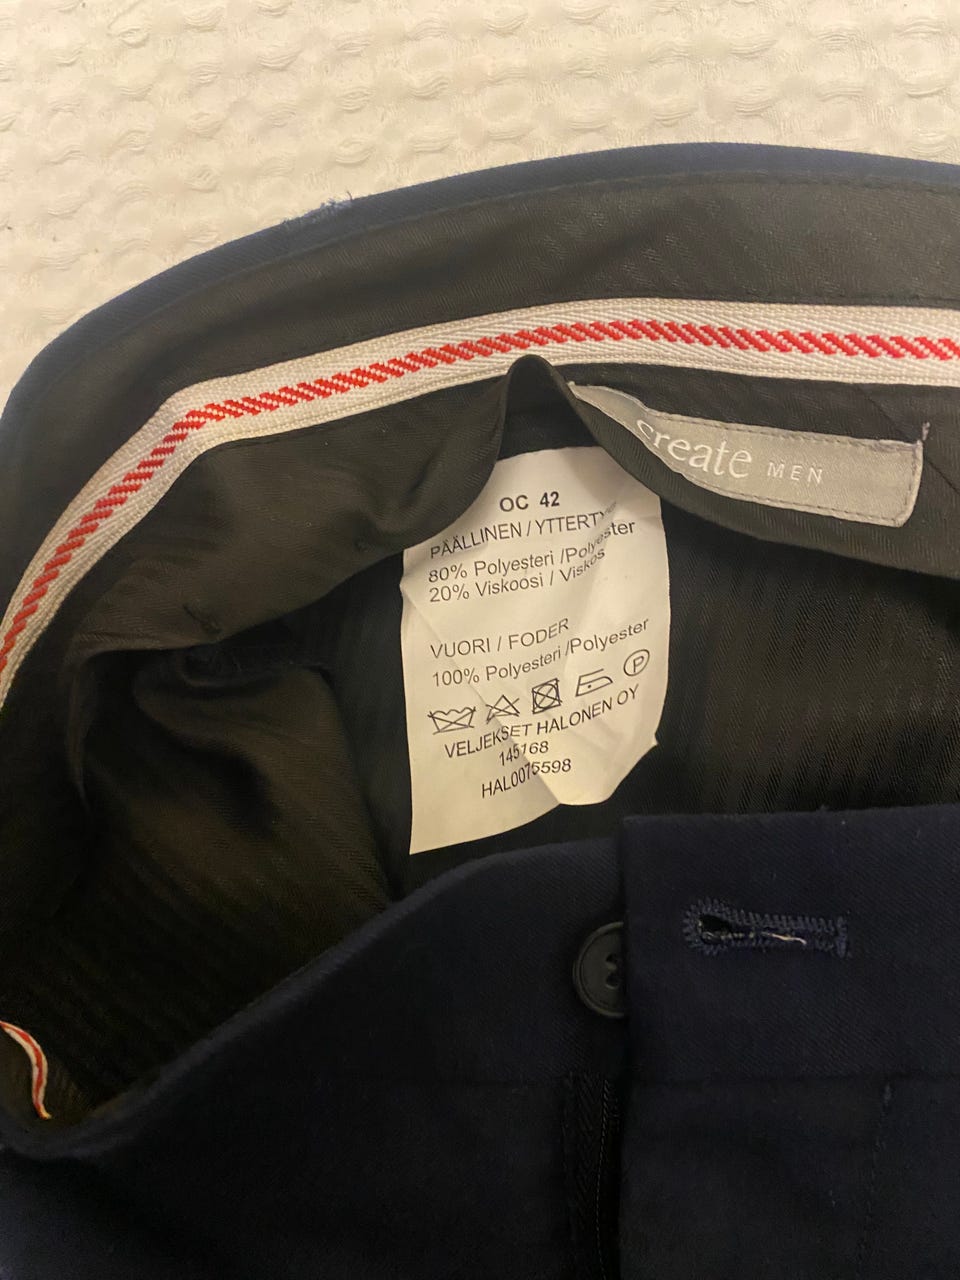 create MEN
OC 42
PÄÄLLINEN / YTTERTY
80% Polyesteri /Polyester
20% Viskoosi / Viskos
VUORI / FODER
100% Polyesteri /Polyester
P
VELJEKSET HALONEN OY
145168
HAL0075598